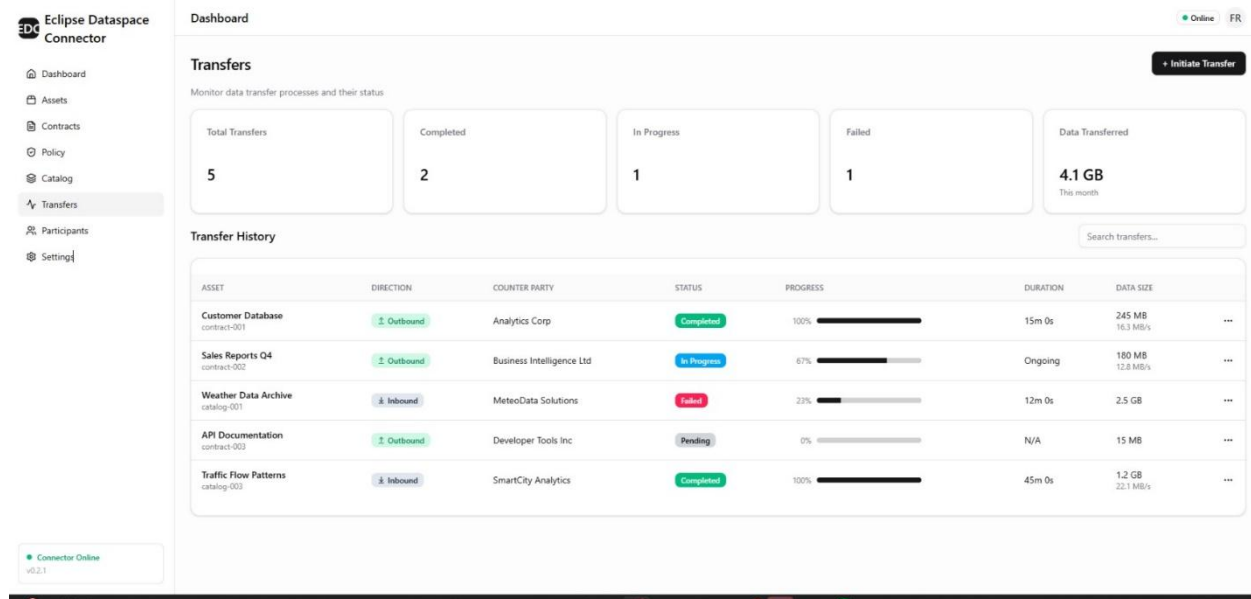 EDC
Eclipse Dataspace
Connector
Dashboard
Online
FR
Dashboard
Assets
Contracts
Policy
Catalog
Transfers
Participants
Settings
Transfers
+ Initiate Transfer
Monitor data transfer processes and their status
Total Transfers
5
Completed
2
In Progress
1
Failed
1
Data Transferred
4.1 GB
This month
Transfer History
Search transfers...
ASSET DIRECTION COUNTER PARTY STATUS PROGRESS DURATION DATA SIZE
Customer Database Outbound Analytics Corp Completed 100% 15m 0s 245 MB
contract-001 16.3 MB/s
Sales Reports Q4 Outbound Business Intelligence Ltd In Progress 67% Ongoing 180 MB
contract-002 12.8 MB/s
Weather Data Archive Inbound MeteoData Solutions Failed 23% 12m 0s 2.5 GB
catalog-001
API Documentation Outbound Developer Tools Inc Pending 0% N/A 15 MB
contract-003
Traffic Flow Patterns Inbound SmartCity Analytics Completed 100% 45m 0s 1.2 GB
catalog-003 22.1 MB/s
Connector Online
v0.2.1